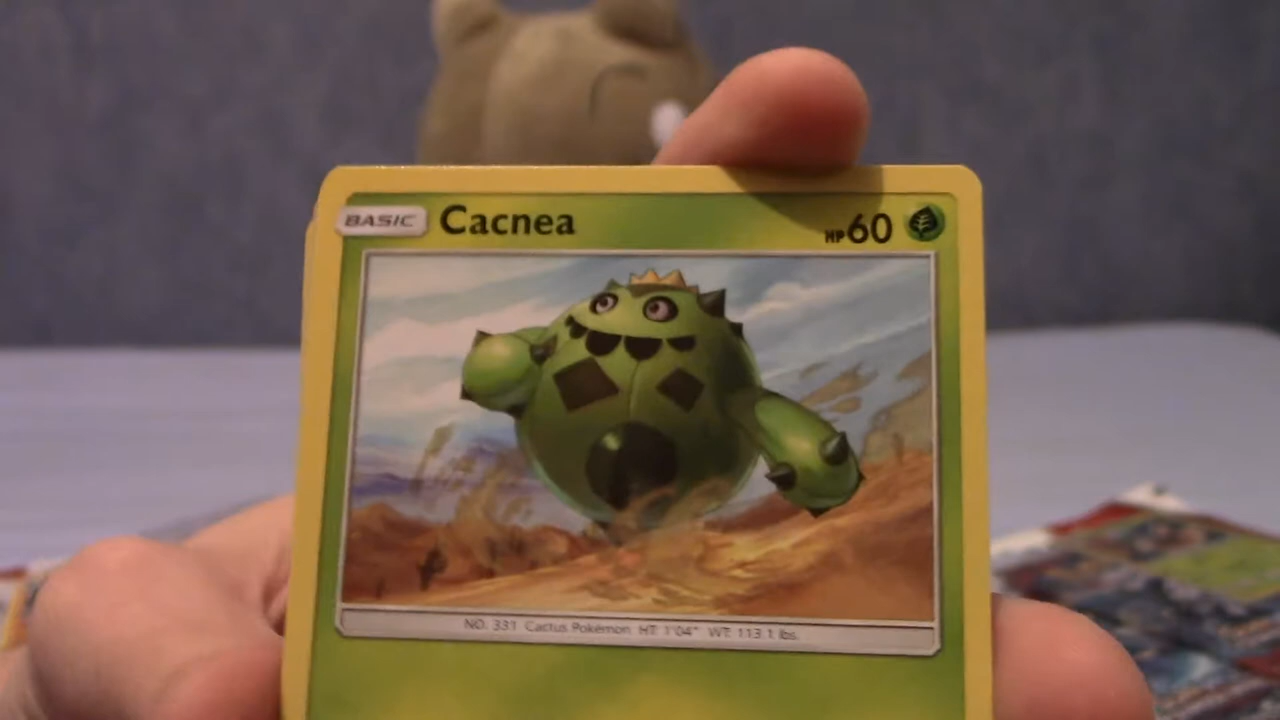 BASIC Cacnea HP 60
NO. 331 Cactus Pokémon HT: 1'04" WT: 113.1 lbs.